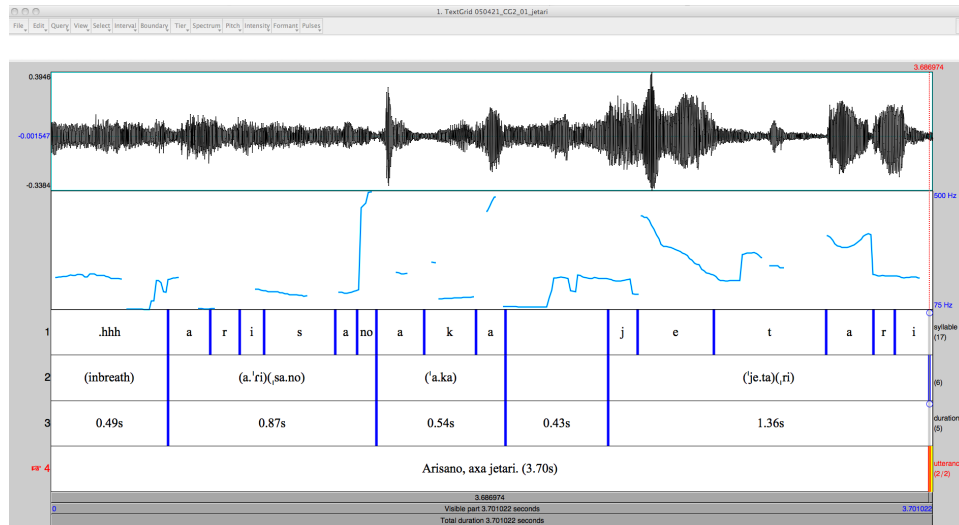 1. TextGrid 050421_CG2_01_jetari
File Edit Query View Select Interval Boundary Tier Spectrum Pitch Intensity Formant Pulses
3.686974
0.3946
-0.001547
-0.3384
500 Hz
75 Hz
1 .hhh a r i s a no a k a j e t a r i syllable (17)
2 (inbreath) (a.ˈri)(ˌsa.no) (ˈa.ka) (ˈje.ta)(ˌri) (6)
3 0.49s 0.87s 0.54s 0.43s 1.36s duration (5)
4 Arisano, axa jetari. (3.70s) utteranc (2/2)
3.686974
0 Visible part 3.701022 seconds 3.701022
Total duration 3.701022 seconds